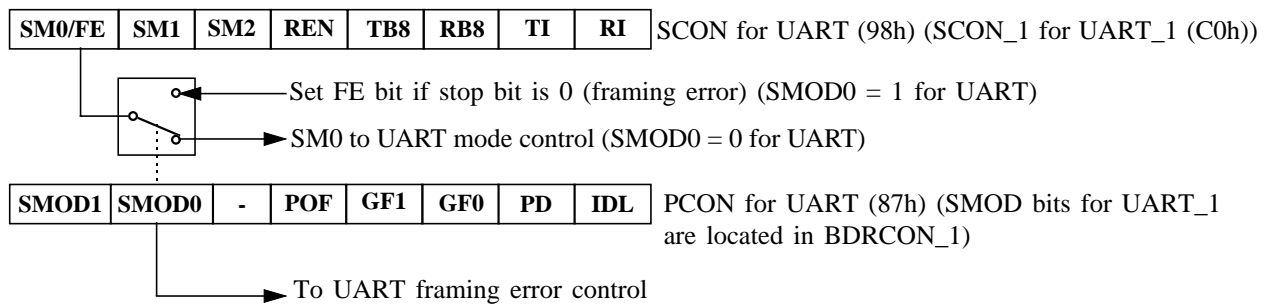 SM0/FE SM1 SM2 REN TB8 RB8 TI RI SCON for UART (98h) (SCON_1 for UART_1 (C0h))
Set FE bit if stop bit is 0 (framing error) (SMOD0 = 1 for UART)
SM0 to UART mode control (SMOD0 = 0 for UART)
SMOD1 SMOD0 - POF GF1 GF0 PD IDL PCON for UART (87h) (SMOD bits for UART_1
are located in BDRCON_1)
To UART framing error control